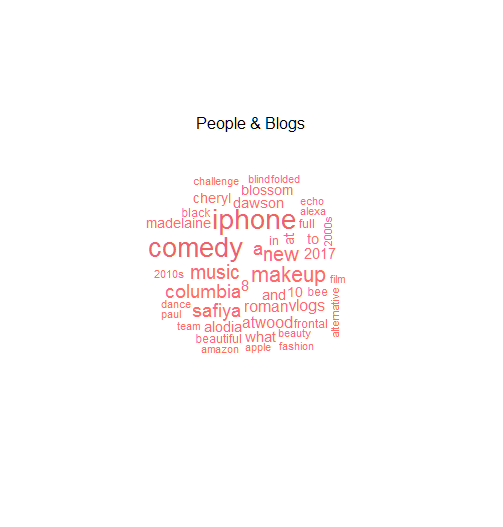 People & Blogs
challenge blindfolded
cheryl blossom
dawson echo
black alexa
madelaine iphone full 2000s
comedy a in at to
new 2017
2010s music makeup film
columbia 8 and 10 bee
dance safiya roman vlogs alternative
paul
team alodia atwood frontal
beautiful what beauty
amazon apple fashion